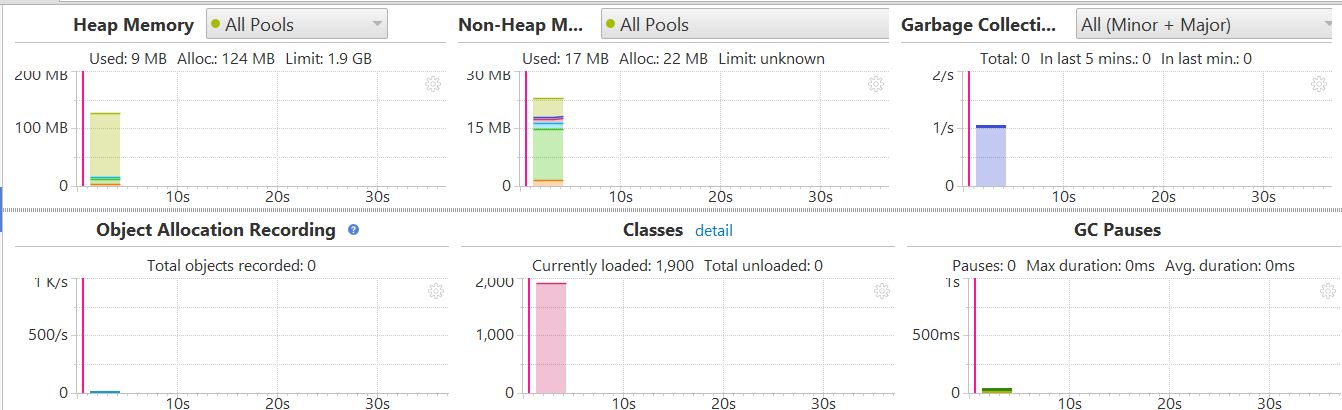 Heap Memory All Pools
Used: 9 MB Alloc.: 124 MB Limit: 1.9 GB
200 MB
100 MB
0
10s 20s 30s
Non-Heap M... All Pools
Used: 17 MB Alloc.: 22 MB Limit: unknown
30 MB
15 MB
0
10s 20s 30s
Garbage Collecti... All (Minor + Major)
Total: 0 In last 5 mins.: 0 In last min.: 0
2/s
1/s
0
10s 20s 30s
Object Allocation Recording ?
Total objects recorded: 0
1 K/s
500/s
0
10s 20s 30s
Classes detail
Currently loaded: 1,900 Total unloaded: 0
2,000
1,000
0
10s 20s 30s
GC Pauses
Pauses: 0 Max duration: 0ms Avg. duration: 0ms
1s
500ms
0
10s 20s 30s